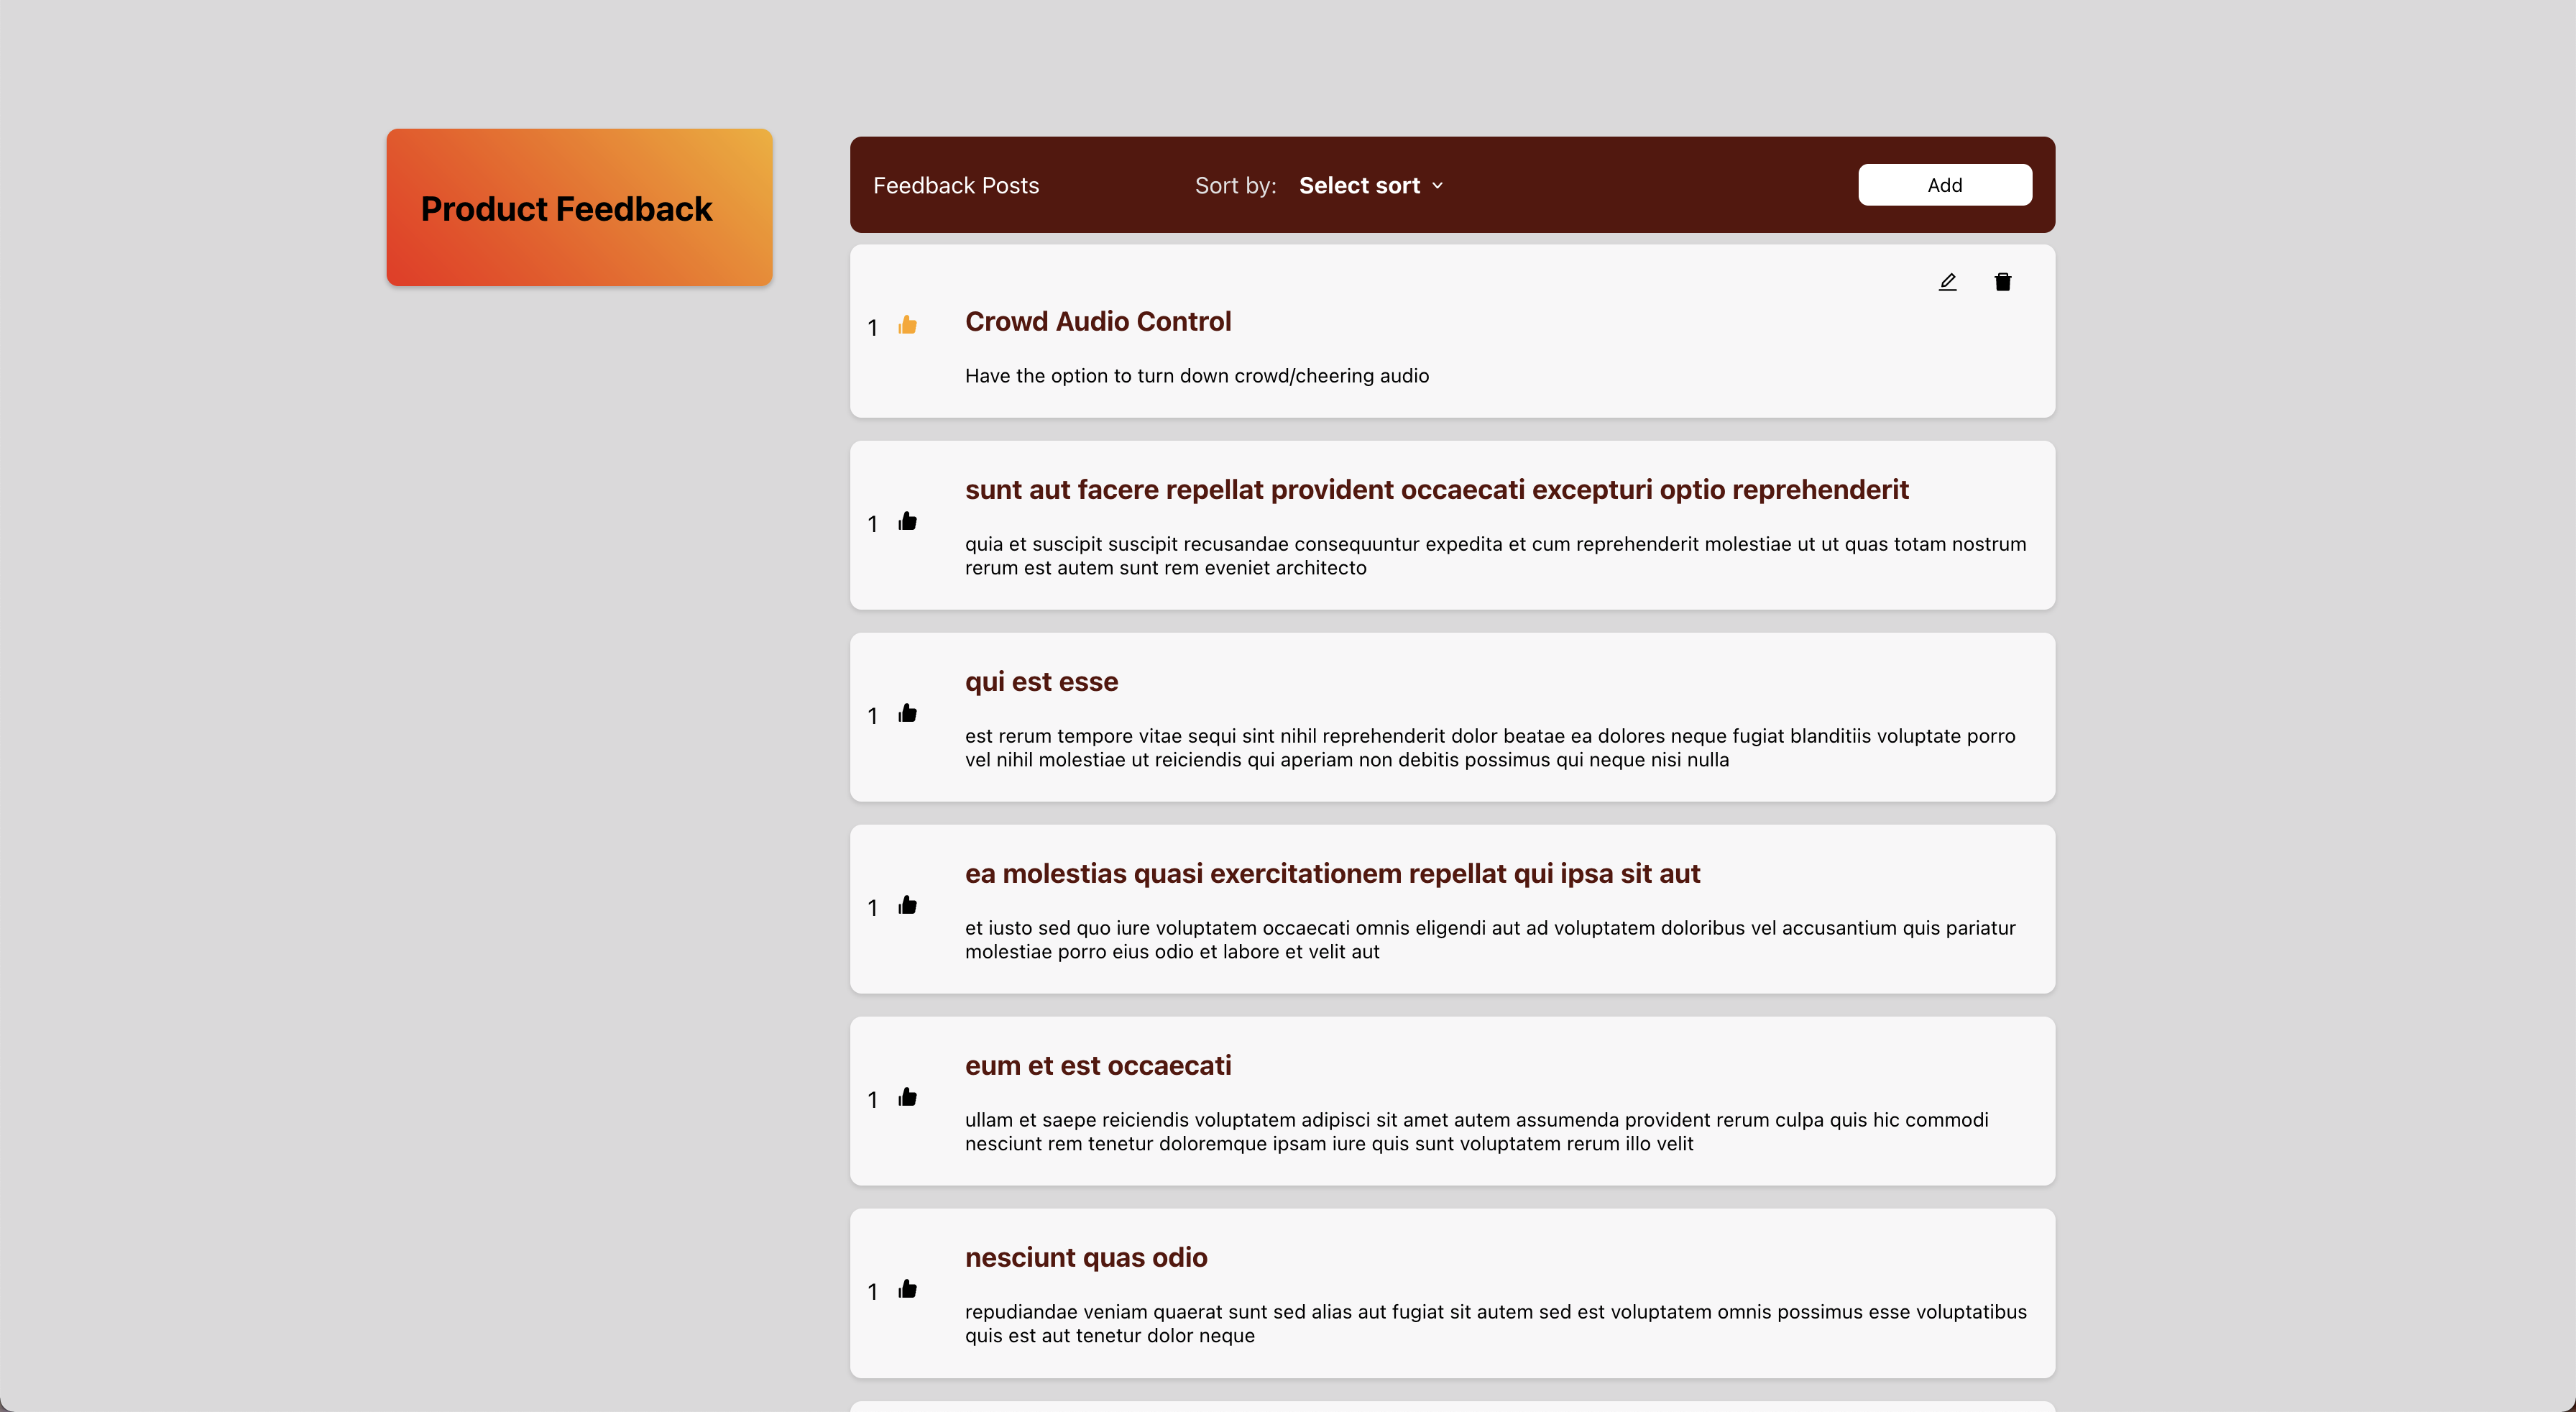 Product Feedback
Feedback Posts
Sort by: Select sort
Add
1
Crowd Audio Control
Have the option to turn down crowd/cheering audio
1
sunt aut facere repellat provident occaecati excepturi optio reprehenderit
quia et suscipit suscipit recusandae consequuntur expedita et cum reprehenderit molestiae ut ut quas totam nostrum
rerum est autem sunt rem eveniet architecto
1
qui est esse
est rerum tempore vitae sequi sint nihil reprehenderit dolor beatae ea dolores neque fugiat blanditiis voluptate porro
vel nihil molestiae ut reiciendis qui aperiam non debitis possimus qui neque nisi nulla
1
ea molestias quasi exercitationem repellat qui ipsa sit aut
et iusto sed quo iure voluptatem occaecati omnis eligendi aut ad voluptatem doloribus vel accusantium quis pariatur
molestiae porro eius odio et labore et velit aut
1
eum et est occaecati
ullam et saepe reiciendis voluptatem adipisci sit amet autem assumenda provident rerum culpa quis hic commodi
nesciunt rem tenetur doloremque ipsam iure quis sunt voluptatem rerum illo velit
1
nesciunt quas odio
repudiandae veniam quaerat sunt sed alias aut fugiat sit autem sed est voluptatem omnis possimus esse voluptatibus
quis est aut tenetur dolor neque